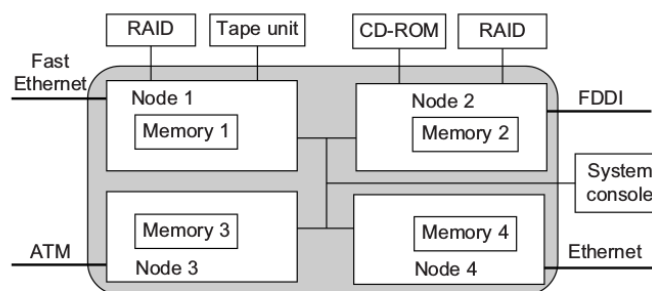 RAID
Tape unit
CD-ROM
RAID
Fast
Ethernet
Node 1
Memory 1
Node 2
Memory 2
FDDI
System
console
Memory 3
Node 3
ATM
Memory 4
Node 4
Ethernet